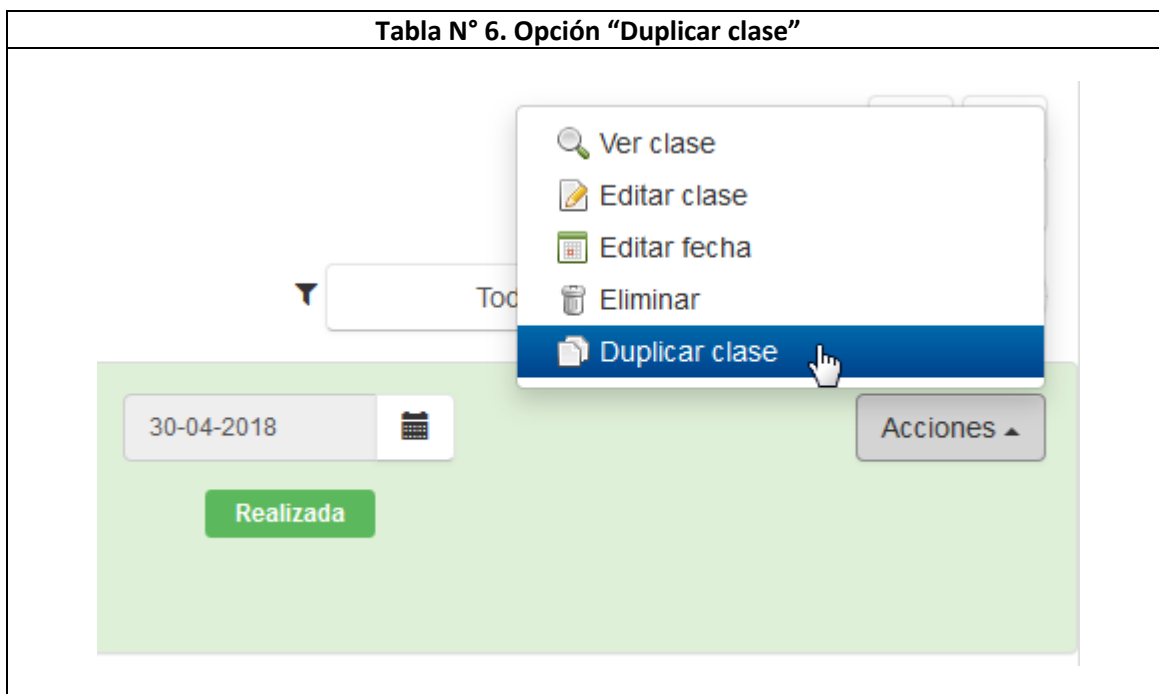 Tabla N° 6. Opción “Duplicar clase”
Ver clase
Editar clase
Editar fecha
Tod
Eliminar
Duplicar clase
30-04-2018
Acciones
Realizada